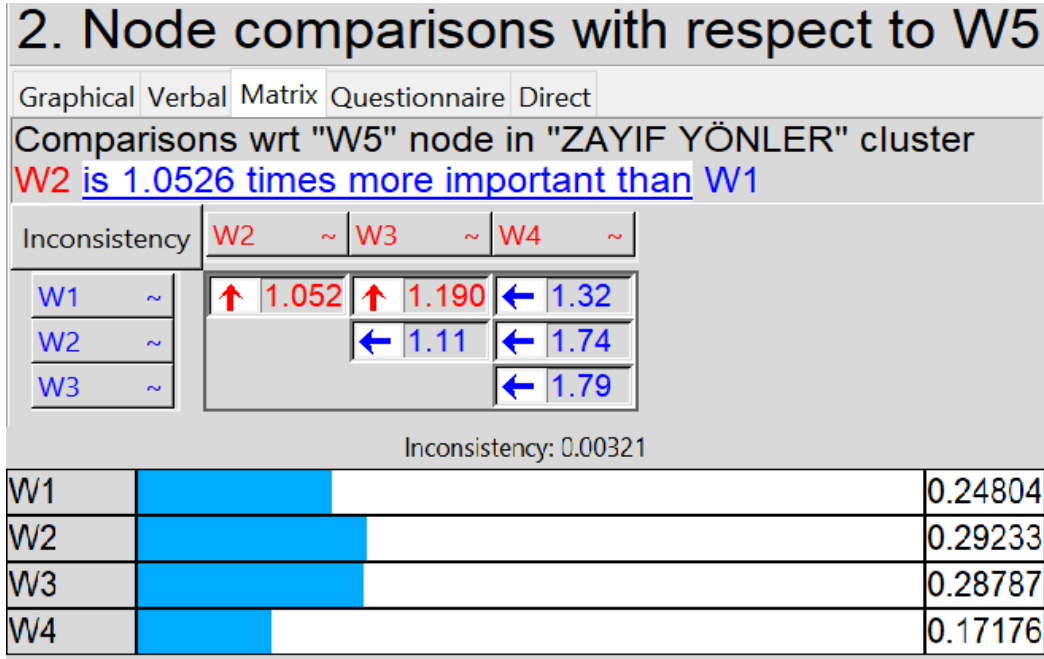 2. Node comparisons with respect to W5
Graphical Verbal Matrix Questionnaire Direct
Comparisons wrt "W5" node in "ZAYIF YÖNLER" cluster
W2 is 1.0526 times more important than W1
Inconsistency W2 ~ W3 ~ W4 ~
W1 ~ 1.052 1.190 1.32
W2 ~ 1.11 1.74
W3 ~ 1.79
Inconsistency: 0.00321
W1 0.24804
W2 0.29233
W3 0.28787
W4 0.17176